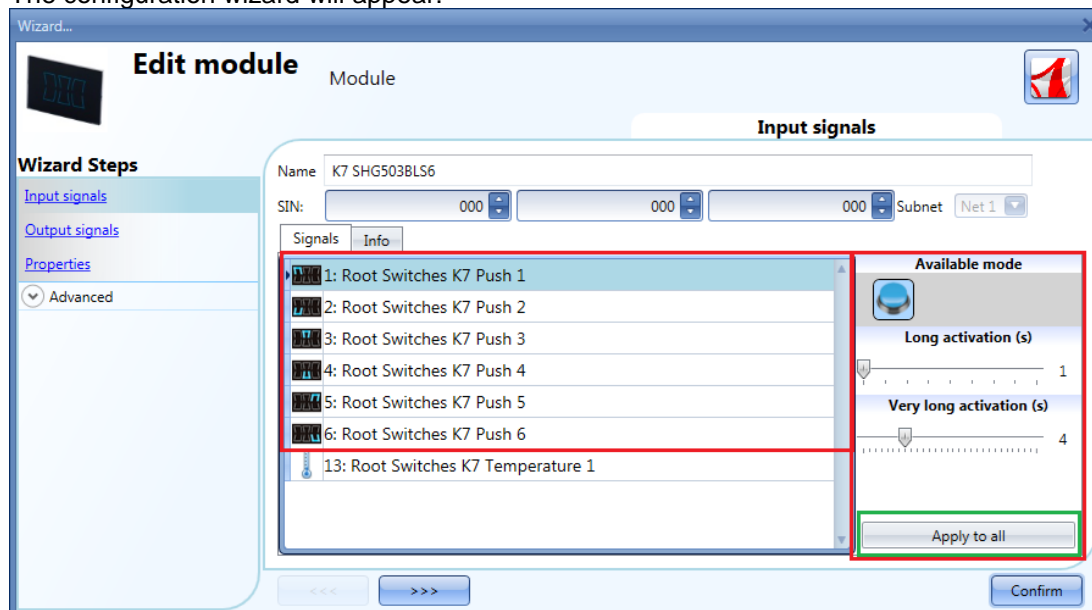 The configuration wizard will appear:
Wizard...
Edit module
Module
Input signals
Wizard Steps
Input signals
Output signals
Properties
Advanced
Name K7 SHG503BLS6
SIN: 000 000 000 Subnet Net 1
Signals Info
1: Root Switches K7 Push 1
2: Root Switches K7 Push 2
3: Root Switches K7 Push 3
4: Root Switches K7 Push 4
5: Root Switches K7 Push 5
6: Root Switches K7 Push 6
13: Root Switches K7 Temperature 1
Available mode
Long activation (s)
1
Very long activation (s)
4
Apply to all
<<< >>> Confirm